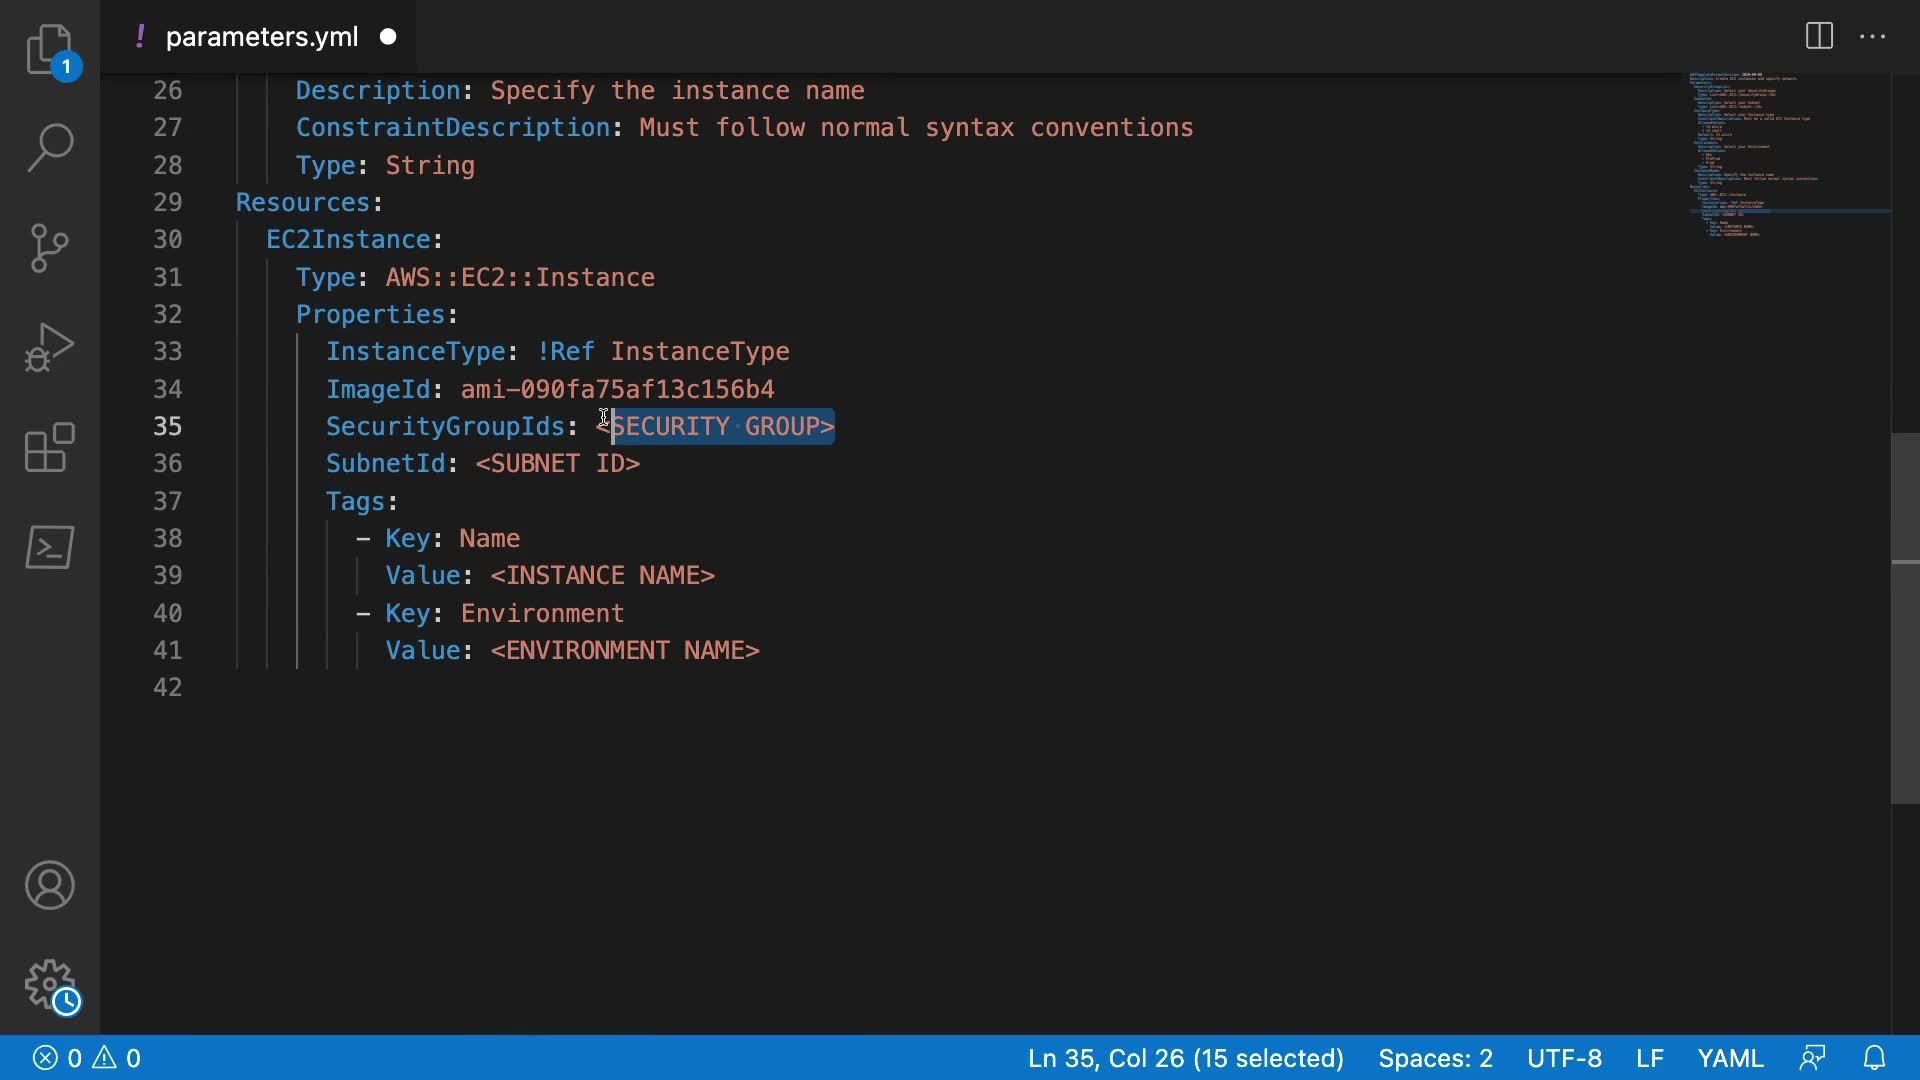 ! parameters.yml
1
26 Description: Specify the instance name
27 ConstraintDescription: Must follow normal syntax conventions
28 Type: String
29 Resources:
30 EC2Instance:
31 Type: AWS::EC2::Instance
32 Properties:
33 InstanceType: !Ref InstanceType
34 ImageId: ami-090fa75af13c156b4
35 SecurityGroupIds: <SECURITY GROUP>
36 SubnetId: <SUBNET ID>
37 Tags:
38 - Key: Name
39 Value: <INSTANCE NAME>
40 - Key: Environment
41 Value: <ENVIRONMENT NAME>
42
0 0 Ln 35, Col 26 (15 selected) Spaces: 2 UTF-8 LF YAML